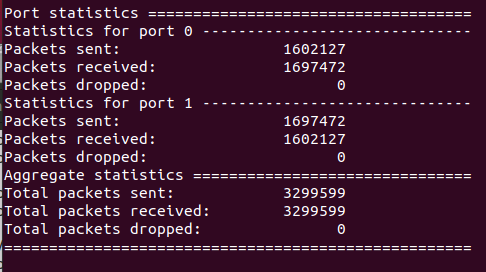 Port statistics ====================================
Statistics for port 0 ------------------------------
Packets sent: 1602127
Packets received: 1697472
Packets dropped: 0
Statistics for port 1 ------------------------------
Packets sent: 1697472
Packets received: 1602127
Packets dropped: 0
Aggregate statistics ===============================
Total packets sent: 3299599
Total packets received: 3299599
Total packets dropped: 0
====================================================